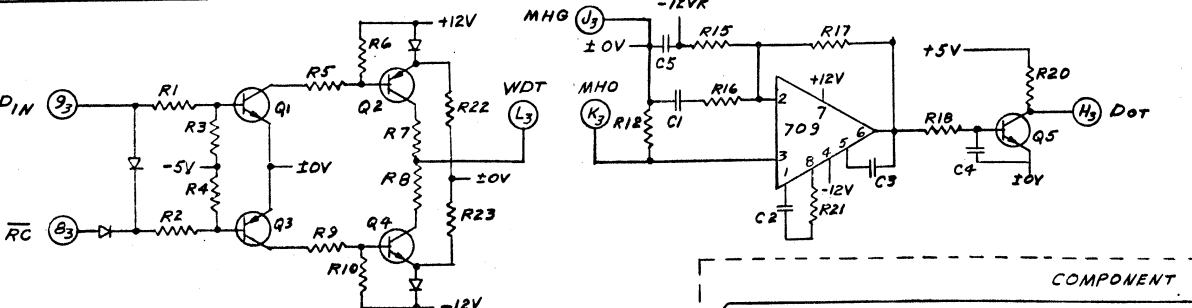 MHG J3
-12VR
+12V
R6
R15
R17
±0V
C5
+5V
R5
WDT
MHO
+12V
R20
DIN 93
R1
Q1
Q2
R22
L3
K3
R12
C1
R16
2
7
H3 DOT
R3
R7
709
R18
Q5
-5V
±0V
6
R4
R8
±0V
3
5
C4
1
8
4
C3
±0V
-12V
RC B3
R2
Q3
Q4
R23
C2
R21
R9
R10
COMPONENT
-12V